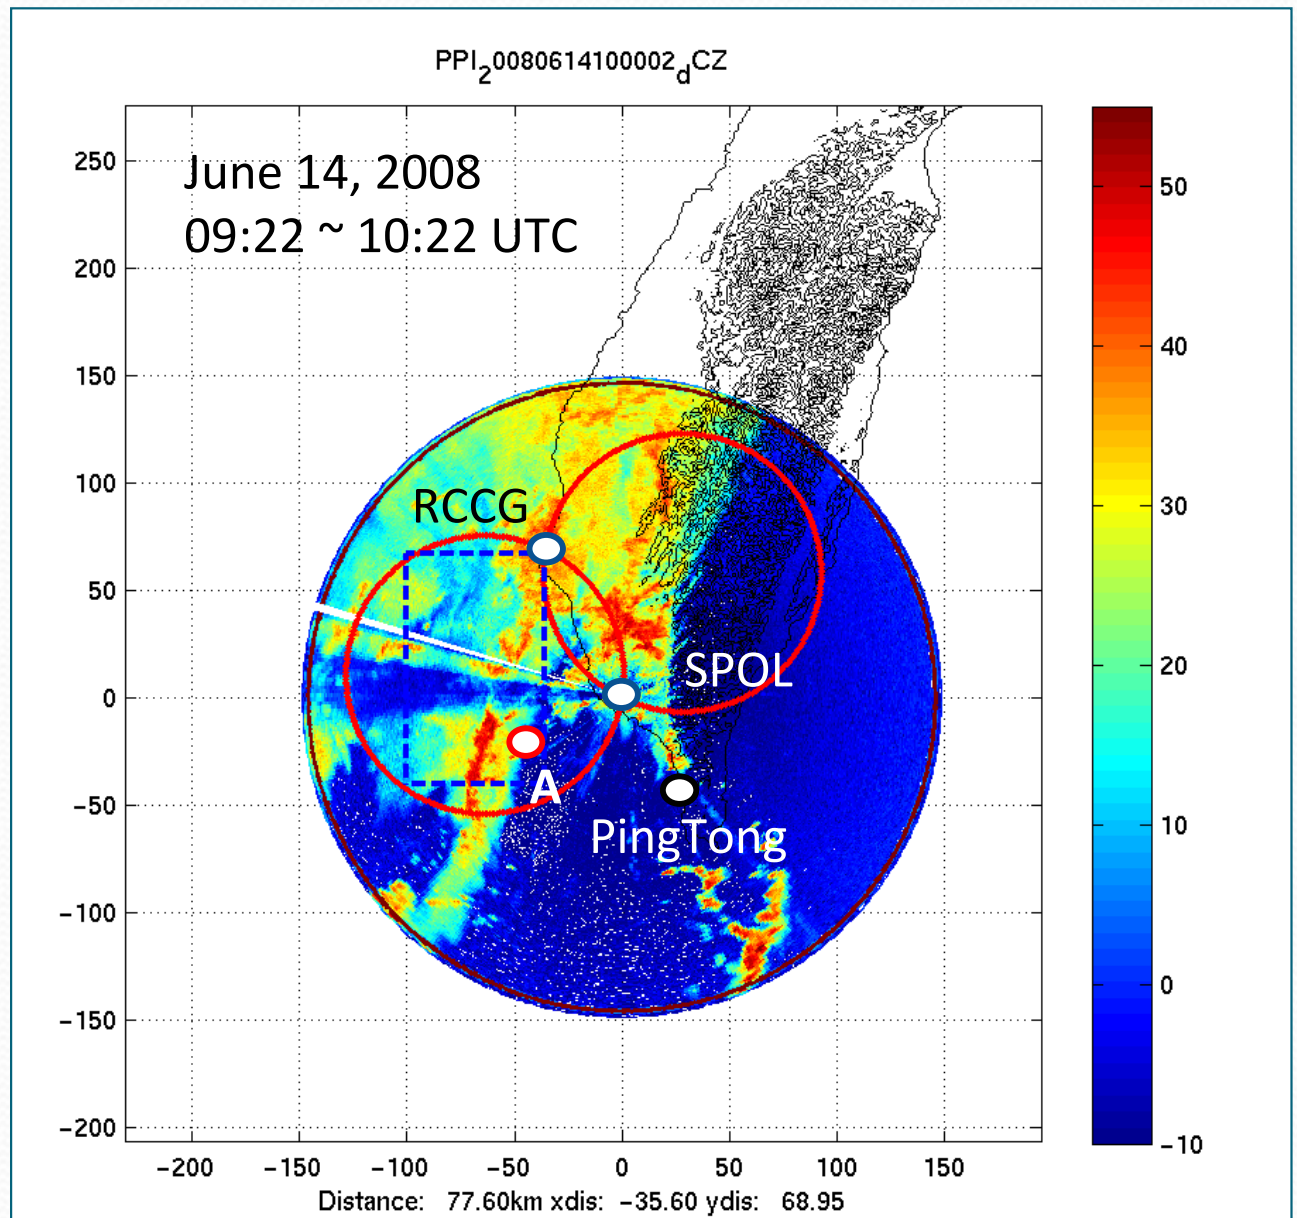 PPI₂0080614100002_dCZ
June 14, 2008
09:22 ~ 10:22 UTC
RCCG
SPOL
A
PingTong
250
200
150
100
50
0
-50
-100
-150
-200
-200 -150 -100 -50 0 50 100 150
50
40
30
20
10
0
-10
Distance: 77.60km xdis: -35.60 ydis: 68.95